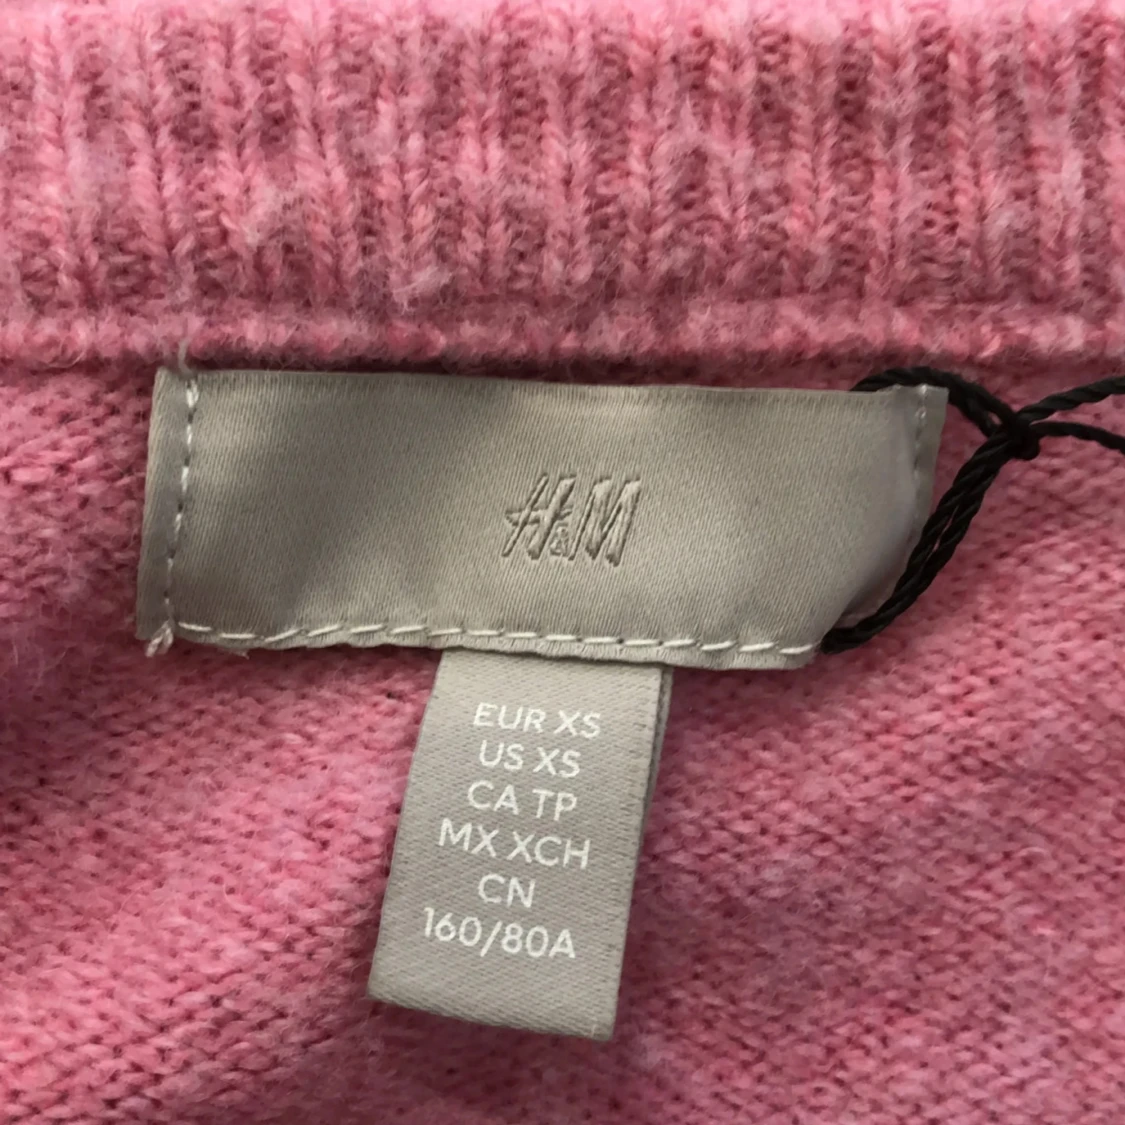 H&M
EUR XS
US XS
CA TP
MX XCH
CN
160/80A